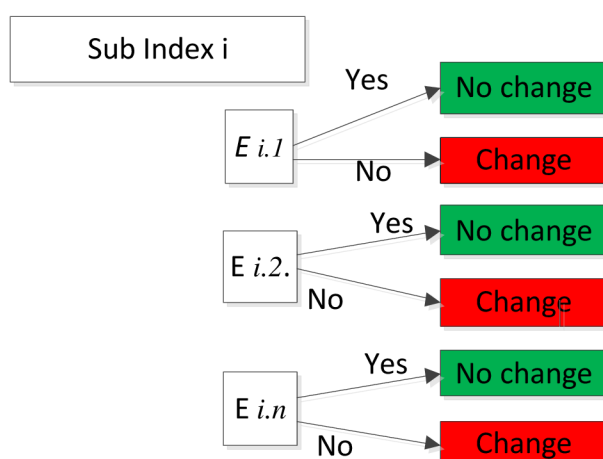 Sub Index i
Yes
No change
E i.1
No
Change
Yes
No change
E i.2.
No
Change
Yes
No change
E i.n
No
Change